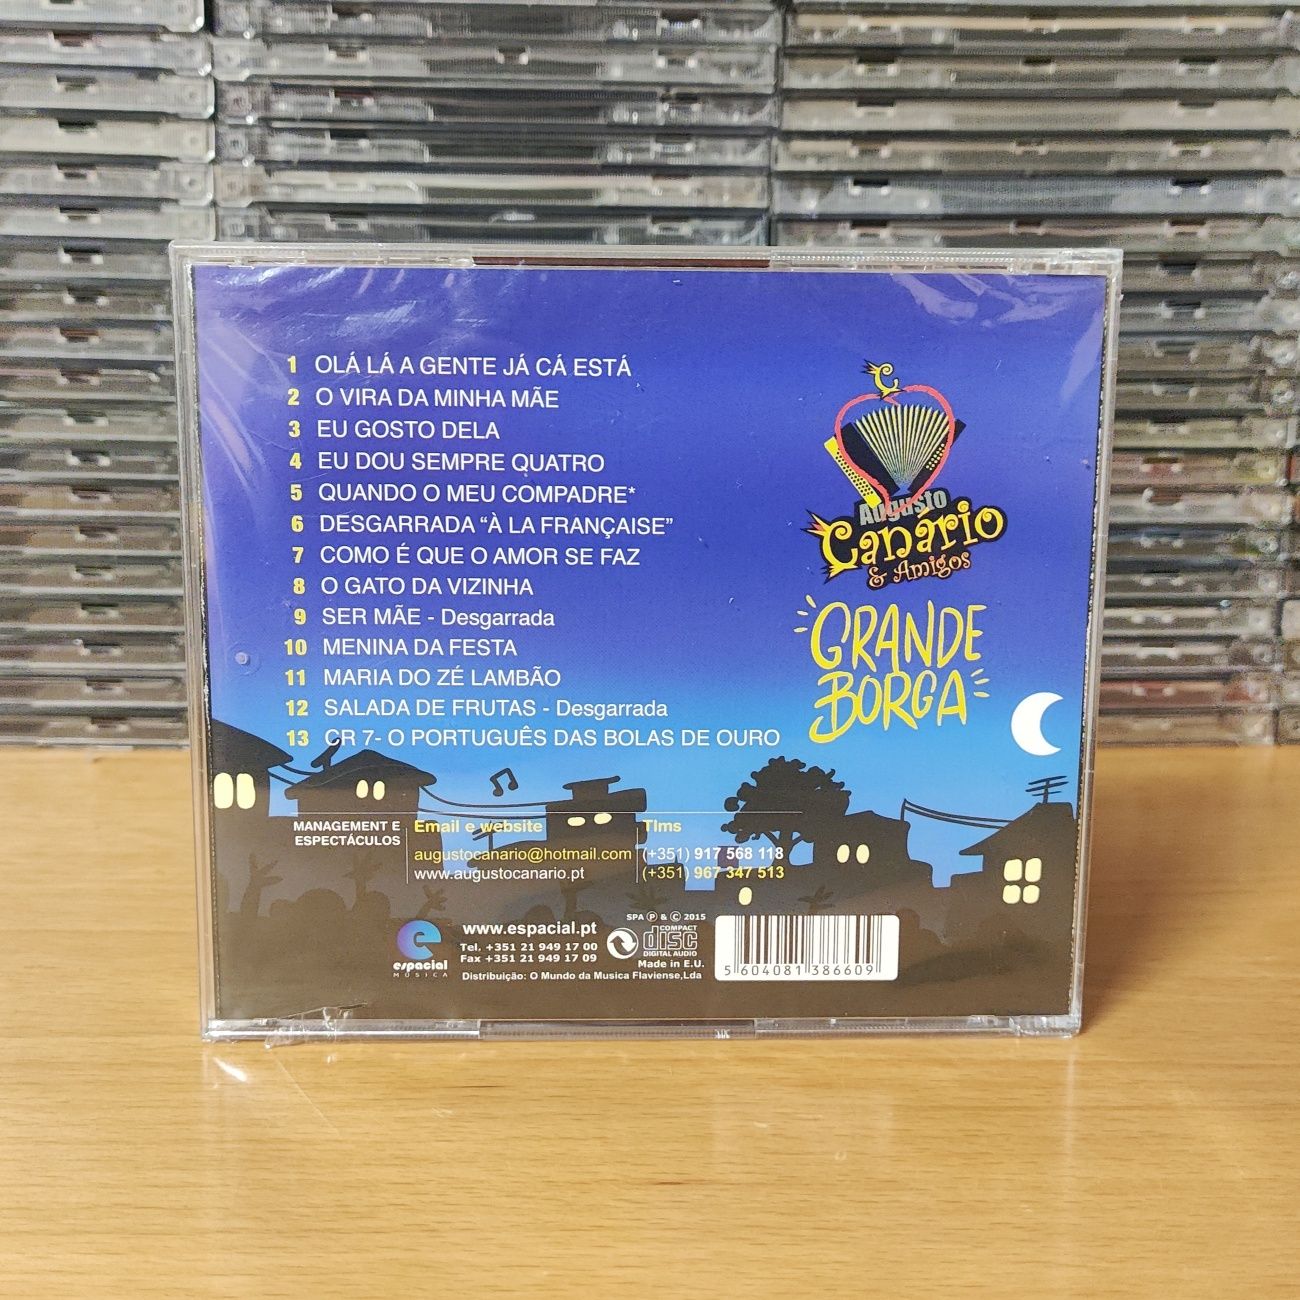 1 OLÁ LÁ A GENTE JÁ CÁ ESTÁ
2 O VIRA DA MINHA MÃE
3 EU GOSTO DELA
4 EU DOU SEMPRE QUATRO
5 QUANDO O MEU COMPADRE*
6 DESGARRADA “À LA FRANÇAISE”
7 COMO É QUE O AMOR SE FAZ
8 O GATO DA VIZINHA
9 SER MÃE - Desgarrada
10 MENINA DA FESTA
11 MARIA DO ZÉ LAMBÃO
12 SALADA DE FRUTAS - Desgarrada
13 CR 7- O PORTUGUÊS DAS BOLAS DE OURO
C
Augusto
Canário
& Amigos
GRANDE
BORGA
MANAGEMENT E
ESPECTÁCULOS
Email e website
augustocanario@hotmail.com
www.augustocanario.pt
Tlms
(+351) 917 568 118
(+351) 967 347 513
e
espacial
MÚSICA
www.espacial.pt
Tel. +351 21 949 17 00
Fax +351 21 949 17 09
Distribuição: O Mundo da Musica Flaviense,Lda
SPA Ⓟ & © 2015
COMPACT
disc
DIGITAL AUDIO
Made in E.U.
5 604081 386609